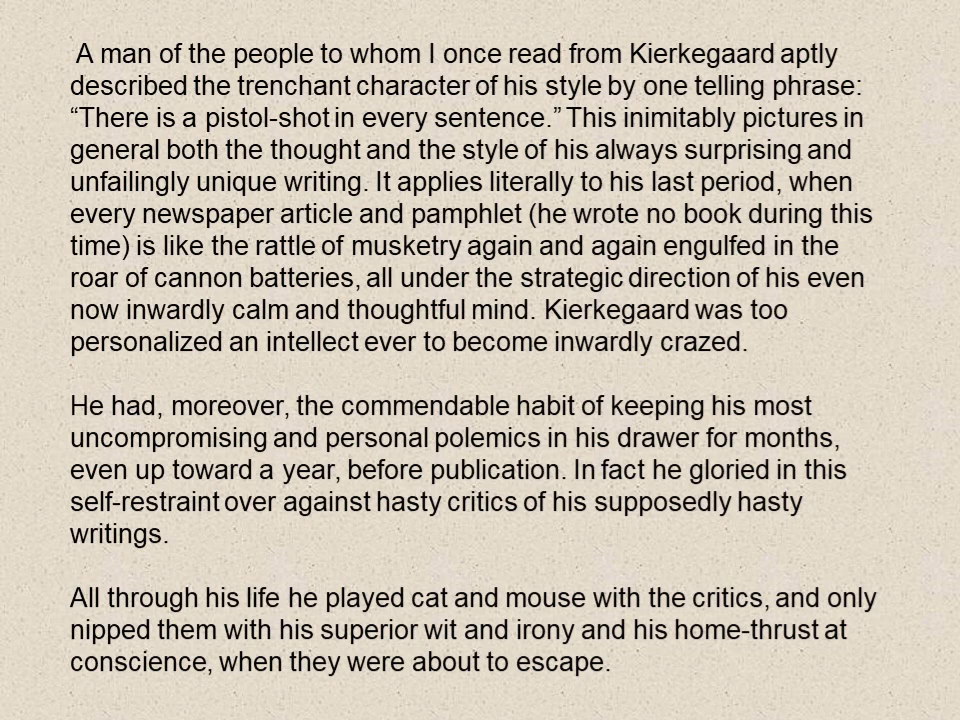 A man of the people to whom I once read from Kierkegaard aptly
described the trenchant character of his style by one telling phrase:
“There is a pistol-shot in every sentence.” This inimitably pictures in
general both the thought and the style of his always surprising and
unfailingly unique writing. It applies literally to his last period, when
every newspaper article and pamphlet (he wrote no book during this
time) is like the rattle of musketry again and again engulfed in the
roar of cannon batteries, all under the strategic direction of his even
now inwardly calm and thoughtful mind. Kierkegaard was too
personalized an intellect ever to become inwardly crazed.

He had, moreover, the commendable habit of keeping his most
uncompromising and personal polemics in his drawer for months,
even up toward a year, before publication. In fact he gloried in this
self-restraint over against hasty critics of his supposedly hasty
writings.

All through his life he played cat and mouse with the critics, and only
nipped them with his superior wit and irony and his home-thrust at
conscience, when they were about to escape.